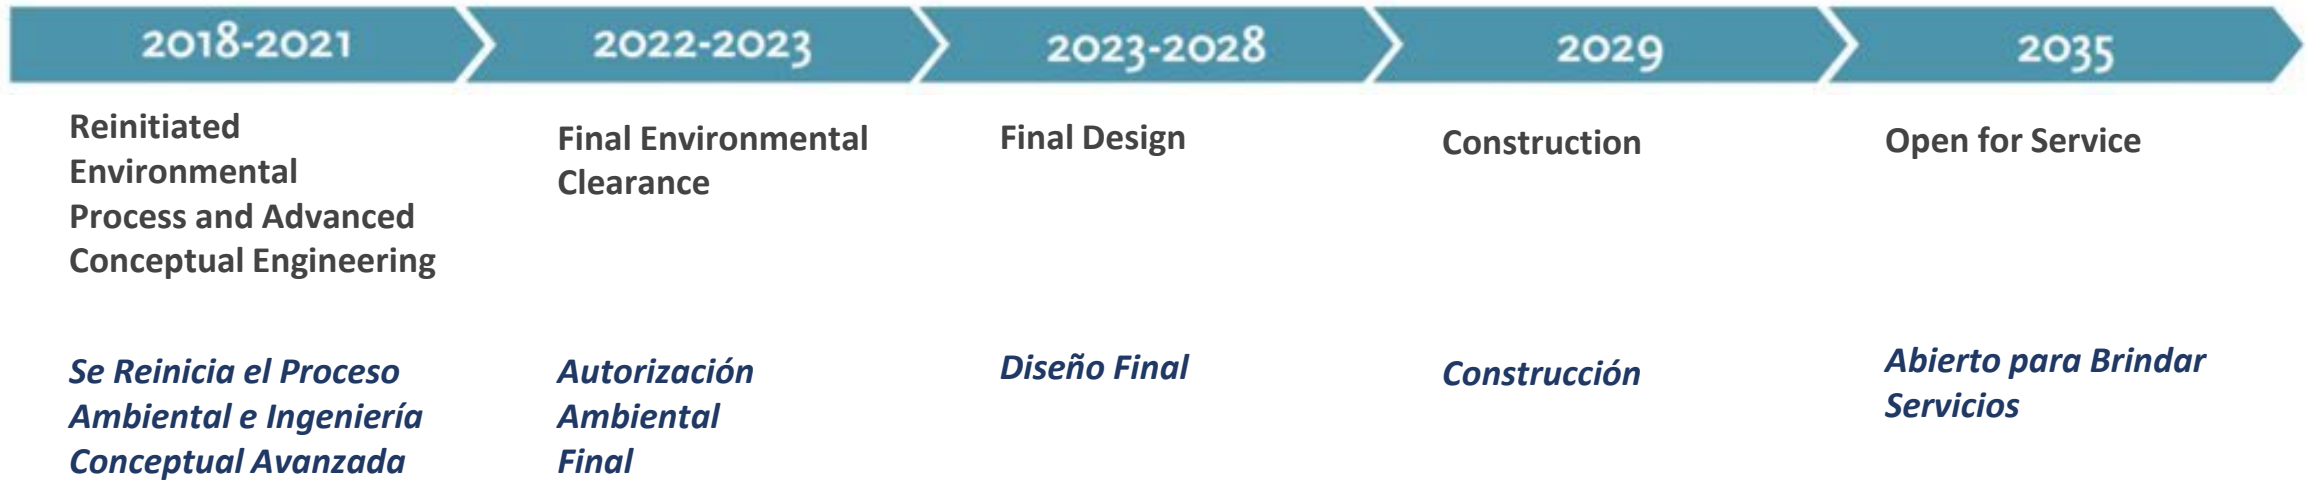 2018-2021
2022-2023
2023-2028
2029
2035
Reinitiated
Environmental
Process and Advanced
Conceptual Engineering
Final Environmental
Clearance
Final Design
Construction
Open for Service
Se Reinicia el Proceso
Ambiental e Ingeniería
Conceptual Avanzada
Autorización
Ambiental
Final
Diseño Final
Construcción
Abierto para Brindar
Servicios